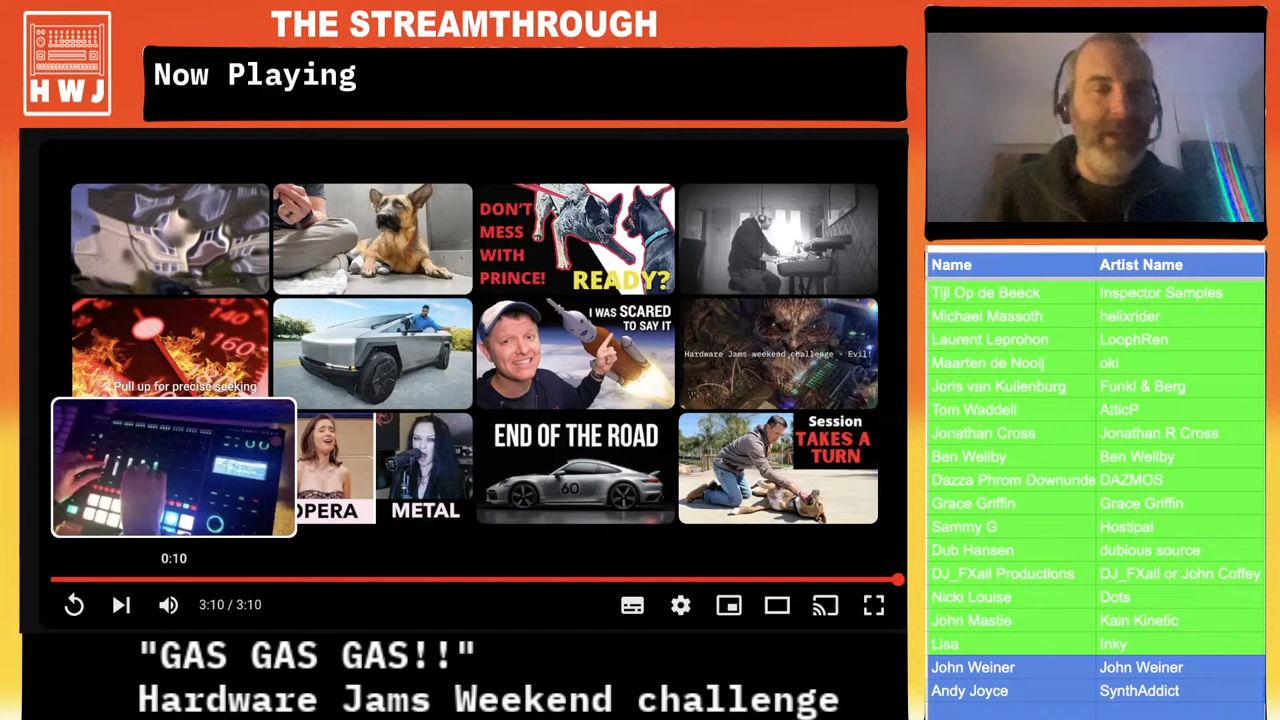 THE STREAMTHROUGH
HWJ
Now Playing
DON'T
MESS
WITH
PRINCE!
READY?
160
I WAS SCARED
TO SAY IT
Hardware Jams weekend challenge - Evil!
Pull up for precise seeking
OPERA
METAL
END OF THE ROAD
60
Session
TAKES A
TURN
0:10
3:10 / 3:10
"GAS GAS GAS!!"
Hardware Jams Weekend challenge
Name Artist Name
Tijl Op de Beeck Inspector Samples
Michael Massoth helixrider
Laurent Leprohon LoophRen
Maarten de Nooij oki
Joris van Kuilenburg Funkl & Berg
Tom Waddell AtticP
Jonathan Cross Jonathan R Cross
Ben Wellby Ben Wellby
Dazza Phrom Downunde DAZMOS
Grace Griffin Grace Griffin
Sammy G Hostipal
Dub Hansen dubious source
DJ_FXall Productions DJ_FXall or John Coffey
Nicki Louise Dots
John Mastie Kain Kinetic
Lisa Inky
John Weiner John Weiner
Andy Joyce SynthAddict